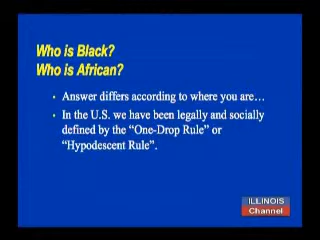 Who is Black?
Who is African?
• Answer differs according to where you are…
• In the U.S. we have been legally and socially
defined by the “One-Drop Rule” or
“Hypodescent Rule”.
ILLINOIS
Channel